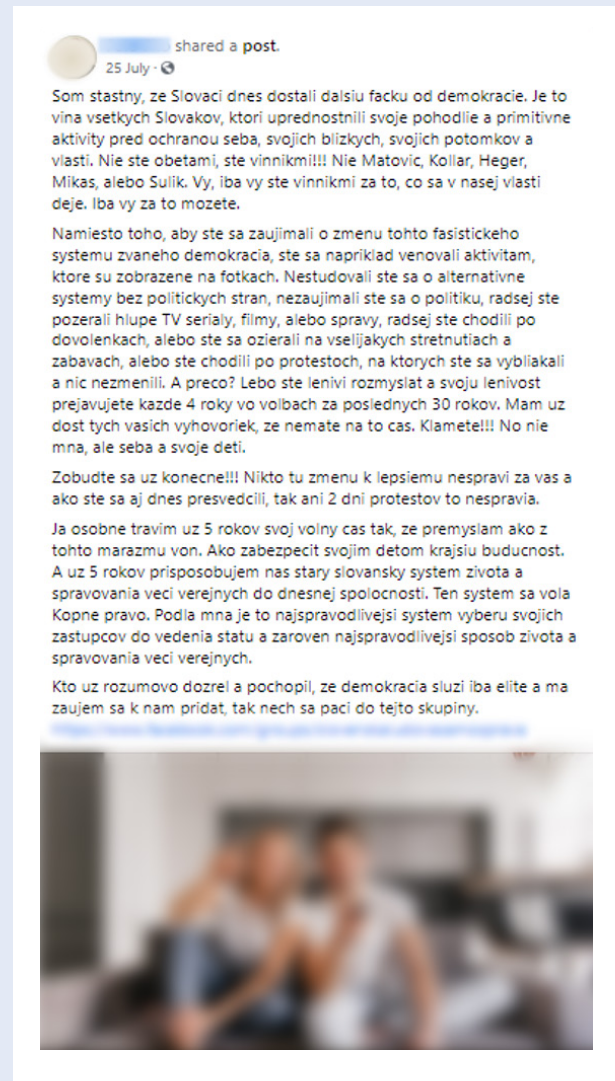 shared a post.
25 July ·
Som stastny, ze Slovaci dnes dostali dalsiu facku od demokracie. Je to
vina vsetkych Slovakov, ktori uprednostnili svoje pohodlie a primitivne
aktivity pred ochranou seba, svojich blizkych, svojich potomkov a
vlasti. Nie ste obetami, ste vinnikmi!!! Nie Matovic, Kollar, Heger,
Mikas, alebo Sulik. Vy, iba vy ste vinnikmi za to, co sa v nasej vlasti
deje. Iba vy za to mozete.
Namiesto toho, aby ste sa zaujimali o zmenu tohto fasistickeho
systemu zvaneho demokracia, ste sa napriklad venovali aktivitam,
ktore su zobrazene na fotkach. Nestudovali ste sa o alternativne
systemy bez politickych stran, nezaujimali ste sa o politiku, radsej ste
pozerali hlupe TV serialy, filmy, alebo spravy, radsej ste chodili po
dovolenkach, alebo ste sa ozierali na vselijakych stretnutiach a
zabavach, alebo ste chodili po protestoch, na ktorych ste sa vybliakali
a nic nezmenili. A preco? Lebo ste lenivi rozmyslat a svoju lenivost
prejavujete kazde 4 roky vo volbach za poslednych 30 rokov. Mam uz
dost tych vasich vyhovoriek, ze nemate na to cas. Klamete!!! No nie
mna, ale seba a svoje deti.
Zobudte sa uz konecne!!! Nikto tu zmenu k lepsiemu nespravi za vas a
ako ste sa aj dnes presvedcili, tak ani 2 dni protestov to nespravia.
Ja osobne travim uz 5 rokov svoj volny cas tak, ze premyslam ako z
tohto marazmu von. Ako zabezpecit svojim detom krajsiu buducnost.
A uz 5 rokov prisposobujem nas stary slovansky system zivota a
spravovania veci verejnych do dnesnej spolocnosti. Ten system sa vola
Kopne pravo. Podla mna je to najspravodlivejsi system vyberu svojich
zastupcov do vedenia statu a zaroven najspravodlivejsi sposob zivota a
spravovania veci verejnych.
Kto uz rozumovo dozrel a pochopil, ze demokracia sluzi iba elite a ma
zaujem sa k nam pridat, tak nech sa paci do tejto skupiny.